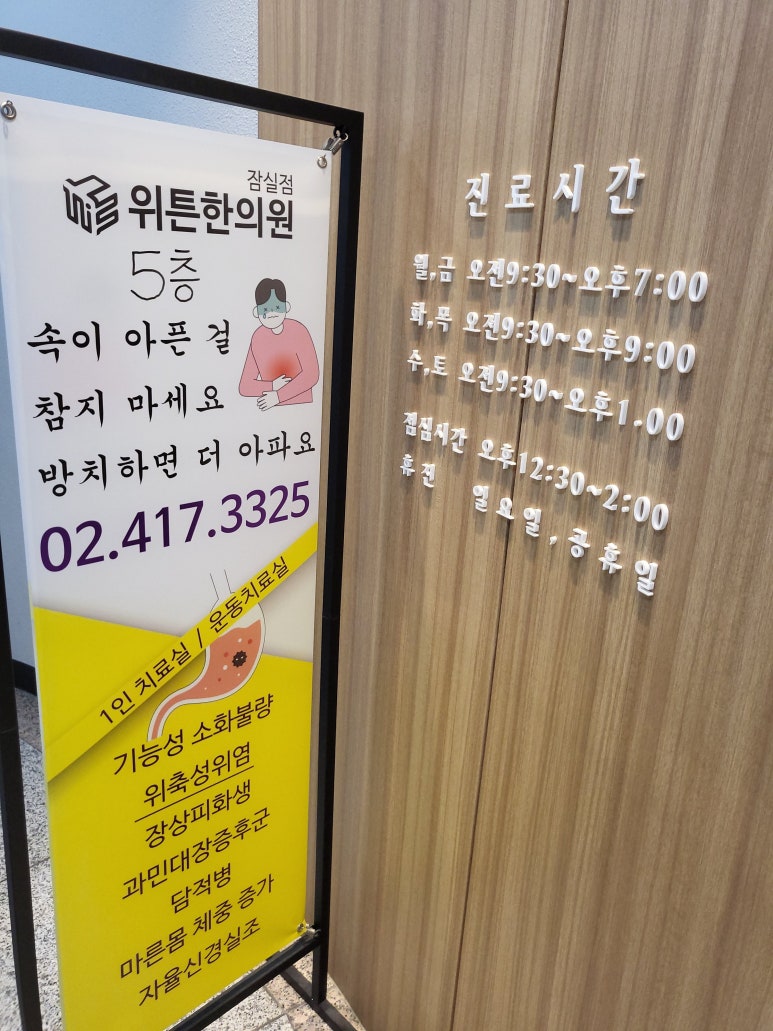 잠실점
WE 위튼한의원
5층
속이 아픈 걸
참지 마세요
방치하면 더 아파요
02.417.3325
1인 치료실 / 운동치료실
기능성 소화불량
위축성위염
장상피화생
과민대장증후군
담적병
마른몸 체중 증가
자율신경실조
진료시간
월,금 오전9:30~오후7:00
화,목 오전9:30~오후9:00
수,토 오전9:30~오후1.00
점심시간 오후12:30~2:00
휴진 일요일,공휴일